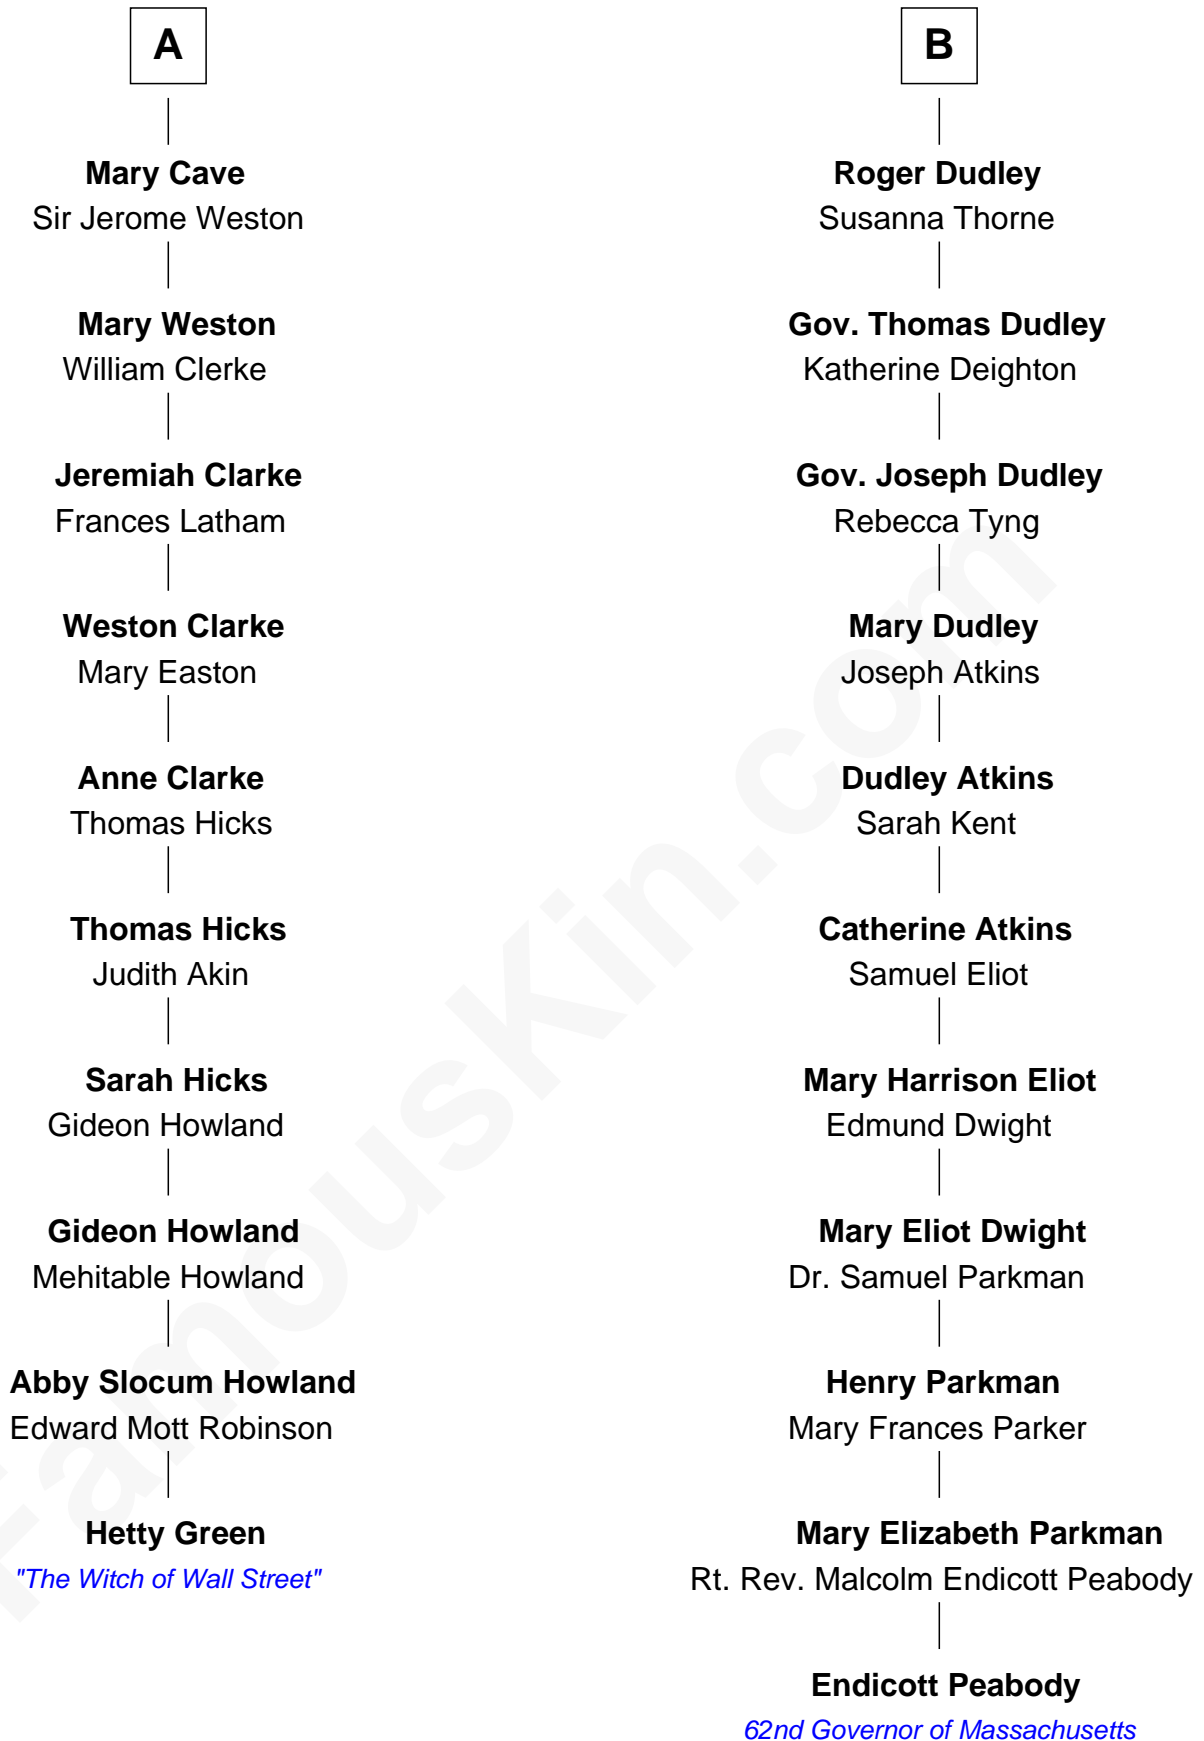 A
Mary Cave
Sir Jerome Weston
Mary Weston
William Clerke
Jeremiah Clarke
Frances Latham
Weston Clarke
Mary Easton
Anne Clarke
Thomas Hicks
Thomas Hicks
Judith Akin
Sarah Hicks
Gideon Howland
Gideon Howland
Mehitable Howland
Abby Slocum Howland
Edward Mott Robinson
Hetty Green
"The Witch of Wall Street"
B
Roger Dudley
Susanna Thorne
Gov. Thomas Dudley
Katherine Deighton
Gov. Joseph Dudley
Rebecca Tyng
Mary Dudley
Joseph Atkins
Dudley Atkins
Sarah Kent
Catherine Atkins
Samuel Eliot
Mary Harrison Eliot
Edmund Dwight
Mary Eliot Dwight
Dr. Samuel Parkman
Henry Parkman
Mary Frances Parker
Mary Elizabeth Parkman
Rt. Rev. Malcolm Endicott Peabody
Endicott Peabody
62nd Governor of Massachusetts
FamousKin.com